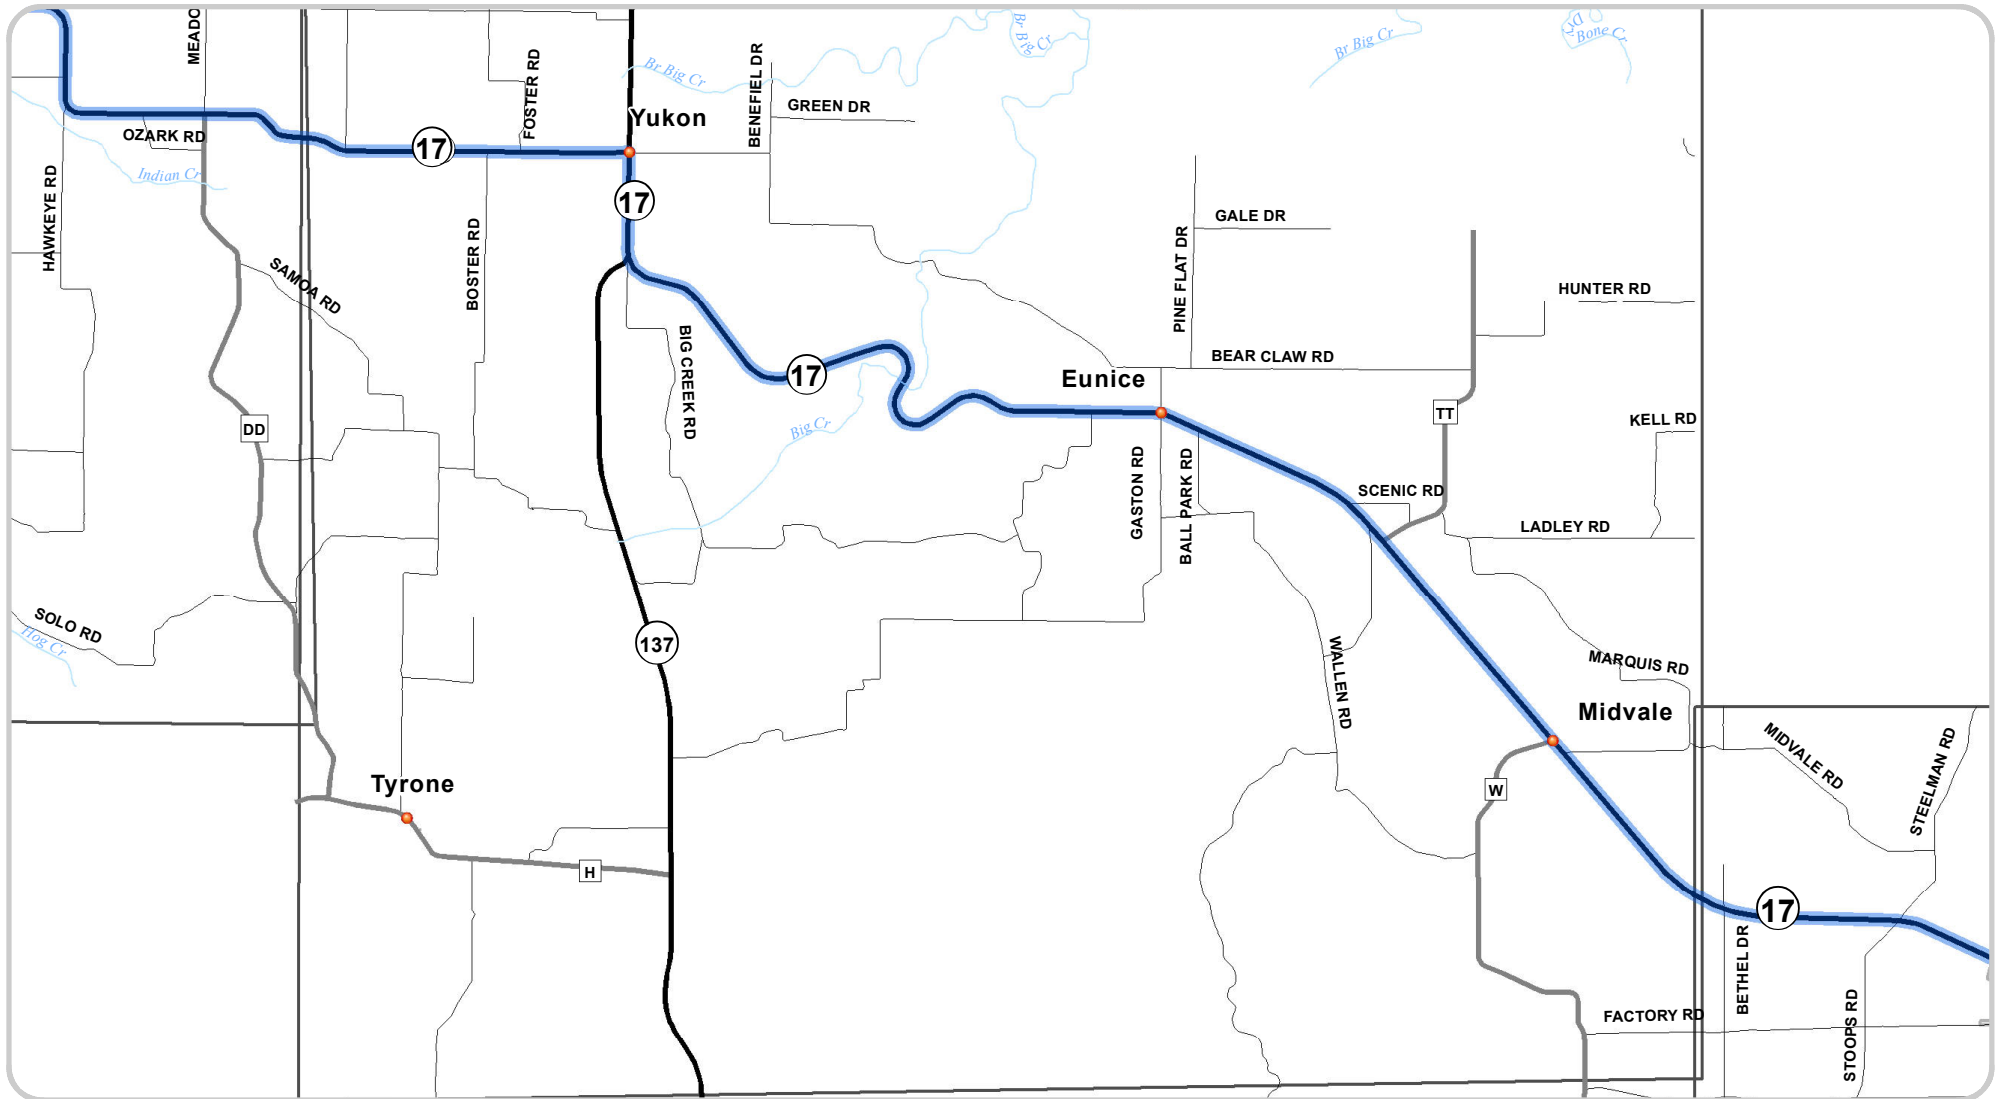 MEADO
FOSTER RD
Br Big Cr
BENEFIEL DR
Br Big Cr
Br Big Cr
Dry
Bone Cr
Yukon
GREEN DR
OZARK RD
17
Indian Cr
HAWKEYE RD
17
BOSTER RD
SAMOA RD
GALE DR
PINE FLAT DR
HUNTER RD
BIG CREEK RD
17
BEAR CLAW RD
Eunice
DD
Big Cr
TT
KELL RD
GASTON RD
BALL PARK RD
SCENIC RD
LADLEY RD
SOLO RD
Hog Cr
137
WALLEN RD
MARQUIS RD
Midvale
MIDVALE RD
STEELMAN RD
Tyrone
W
H
17
BETHEL DR
STOOPS RD
FACTORY RD